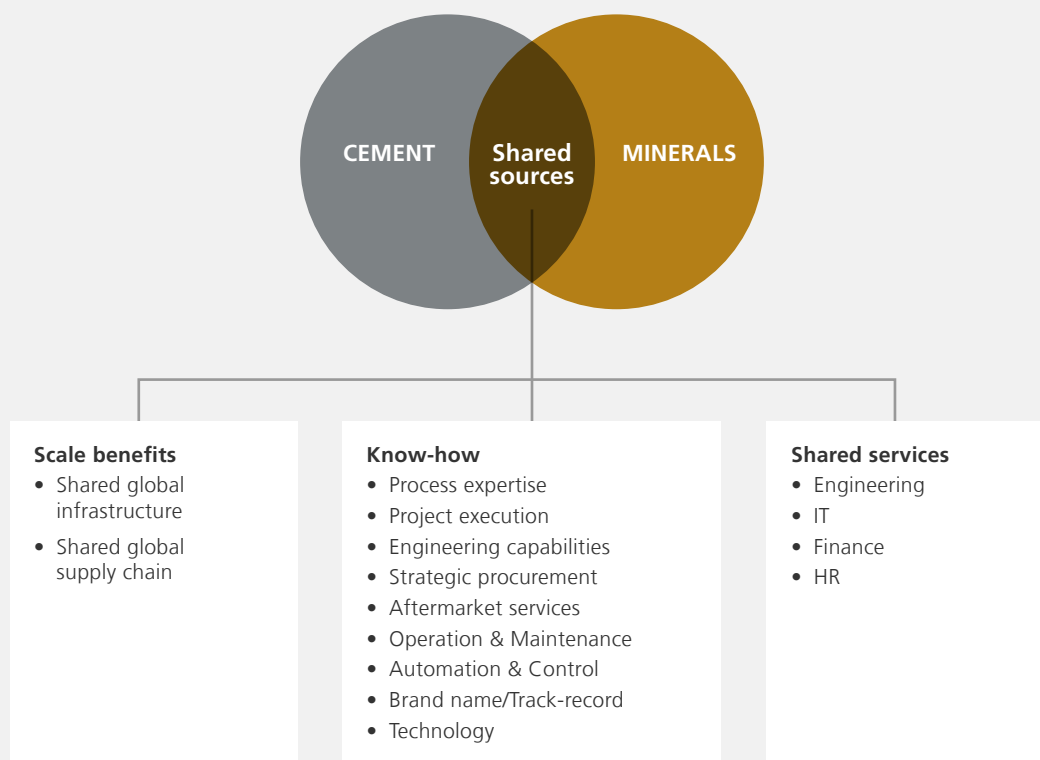 CEMENT
Shared
sources
MINERALS
Scale benefits
• Shared global
infrastructure
• Shared global
supply chain
Know-how
• Process expertise
• Project execution
• Engineering capabilities
• Strategic procurement
• Aftermarket services
• Operation & Maintenance
• Automation & Control
• Brand name/Track-record
• Technology
Shared services
• Engineering
• IT
• Finance
• HR